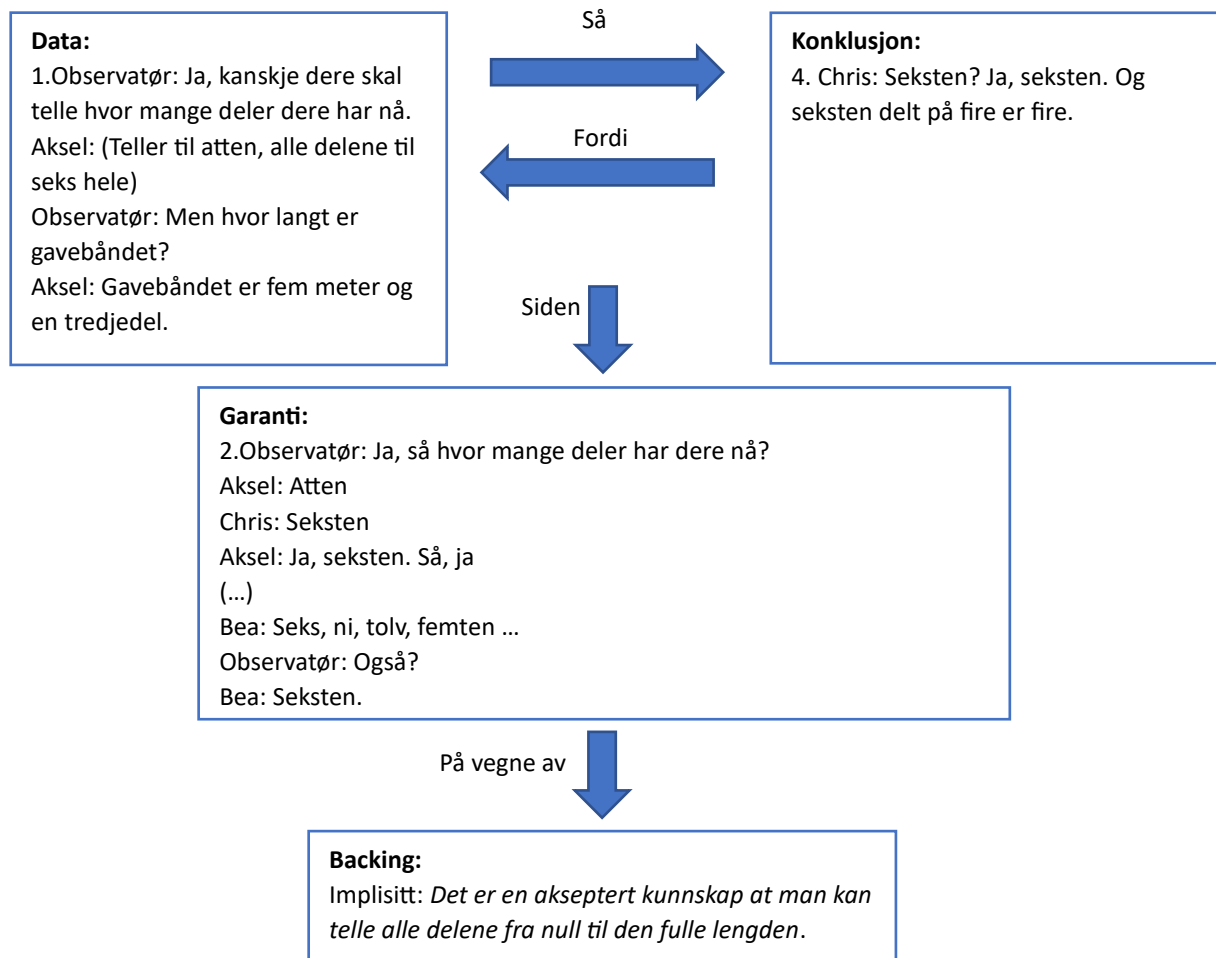 Så
Data:
1.Observatør: Ja, kanskje dere skal
telle hvor mange deler dere har nå.
Aksel: (Teller til atten, alle delene til
seks hele)
Observatør: Men hvor langt er
gavebåndet?
Aksel: Gavebåndet er fem meter og
en tredjedel.
Fordi
Konklusjon:
4. Chris: Seksten? Ja, seksten. Og
seksten delt på fire er fire.
Siden
Garanti:
2.Observatør: Ja, så hvor mange deler har dere nå?
Aksel: Atten
Chris: Seksten
Aksel: Ja, seksten. Så, ja
(…)
Bea: Seks, ni, tolv, femten …
Observatør: Også?
Bea: Seksten.
På vegne av
Backing:
Implisitt: Det er en akseptert kunnskap at man kan
telle alle delene fra null til den fulle lengden.